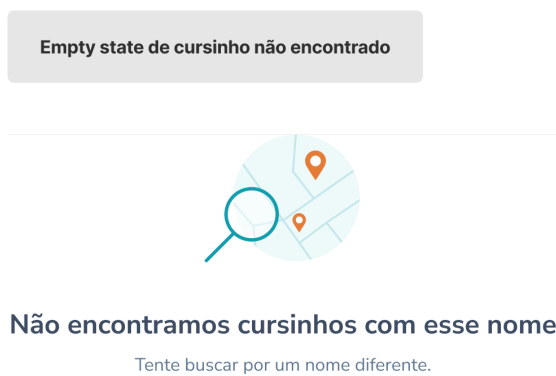 Empty state de cursinho não encontrado
Não encontramos cursinhos com esse nome
Tente buscar por um nome diferente.